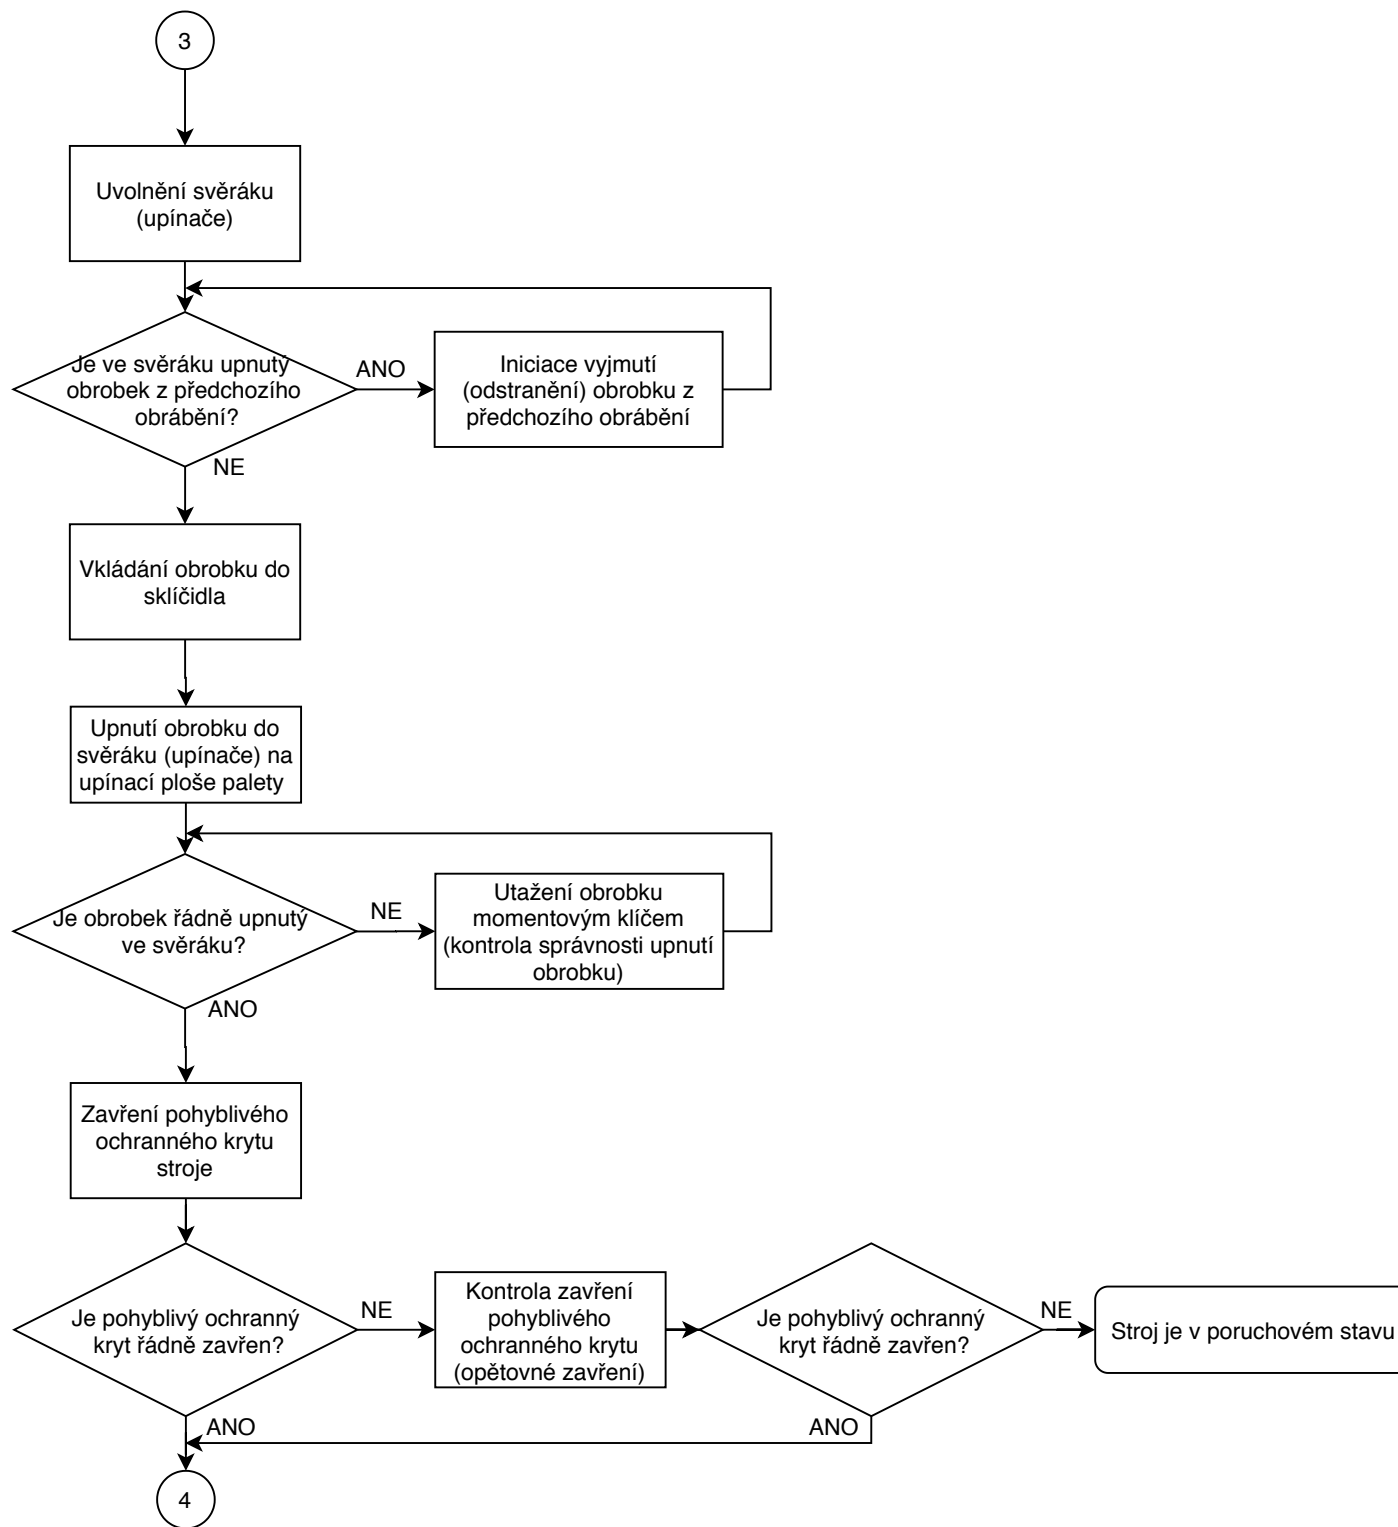 3
Uvolnění svěráku
(upínače)
Je ve svěráku upnutý
obrobek z předchozího
obrábění?
ANO
Iniciace vyjmutí
(odstranění) obrobku z
předchozího obrábění
NE
Vkládání obrobku do
sklíčidla
Upnutí obrobku do
svěráku (upínače) na
upínací ploše palety
Je obrobek řádně upnutý
ve svěráku?
NE
Utažení obrobku
momentovým klíčem
(kontrola správnosti upnutí
obrobku)
ANO
Zavření pohyblivého
ochranného krytu
stroje
Je pohyblivý ochranný
kryt řádně zavřen?
NE
Kontrola zavření
pohyblivého
ochranného krytu
(opětovné zavření)
Je pohyblivý ochranný
kryt řádně zavřen?
NE
Stroj je v poruchovém stavu
ANO
ANO
4